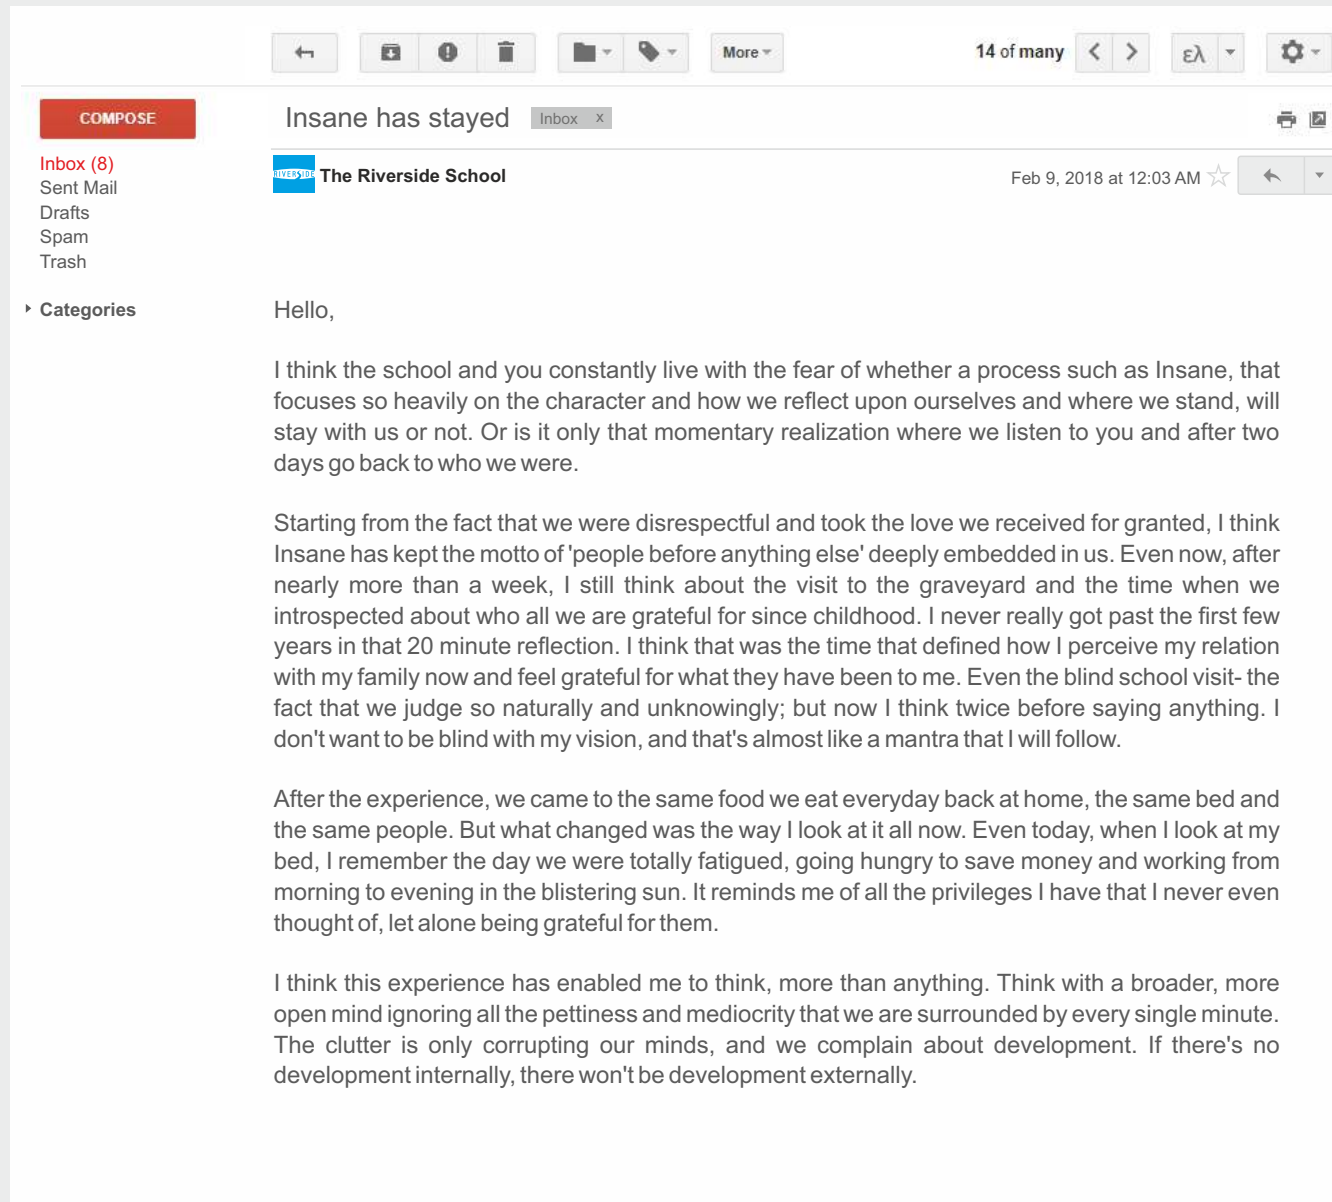 More
14 of many
ελ
COMPOSE
Insane has stayed
Inbox x
Inbox (8)
Sent Mail
Drafts
Spam
Trash
Categories
RIVERSIDE
The Riverside School
Feb 9, 2018 at 12:03 AM
Hello,
I think the school and you constantly live with the fear of whether a process such as Insane, that
focuses so heavily on the character and how we reflect upon ourselves and where we stand, will
stay with us or not. Or is it only that momentary realization where we listen to you and after two
days go back to who we were.
Starting from the fact that we were disrespectful and took the love we received for granted, I think
Insane has kept the motto of 'people before anything else' deeply embedded in us. Even now, after
nearly more than a week, I still think about the visit to the graveyard and the time when we
introspected about who all we are grateful for since childhood. I never really got past the first few
years in that 20 minute reflection. I think that was the time that defined how I perceive my relation
with my family now and feel grateful for what they have been to me. Even the blind school visit- the
fact that we judge so naturally and unknowingly; but now I think twice before saying anything. I
don't want to be blind with my vision, and that's almost like a mantra that I will follow.
After the experience, we came to the same food we eat everyday back at home, the same bed and
the same people. But what changed was the way I look at it all now. Even today, when I look at my
bed, I remember the day we were totally fatigued, going hungry to save money and working from
morning to evening in the blistering sun. It reminds me of all the privileges I have that I never even
thought of, let alone being grateful for them.
I think this experience has enabled me to think, more than anything. Think with a broader, more
open mind ignoring all the pettiness and mediocrity that we are surrounded by every single minute.
The clutter is only corrupting our minds, and we complain about development. If there's no
development internally, there won't be development externally.